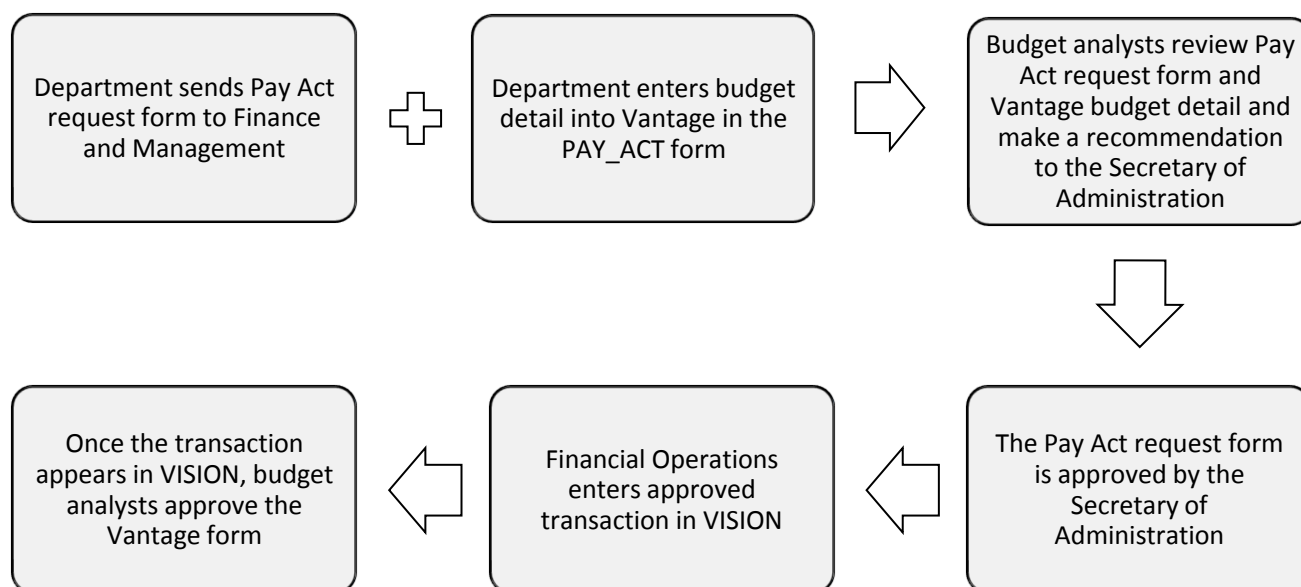 Department sends Pay Act
request form to Finance
and Management
Department enters budget
detail into Vantage in the
PAY_ACT form
Budget analysts review Pay
Act request form and
Vantage budget detail and
make a recommendation
to the Secretary of
Administration
The Pay Act request form
is approved by the
Secretary of
Administration
Financial Operations
enters approved
transaction in VISION
Once the transaction
appears in VISION, budget
analysts approve the
Vantage form